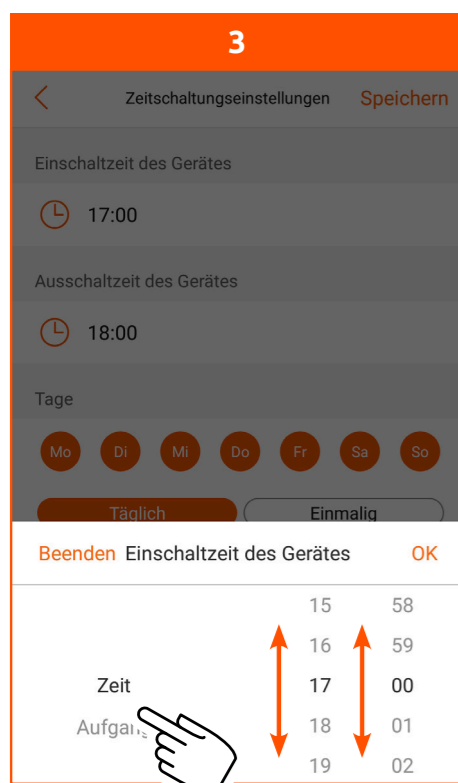 3
Zeitschaltungseinstellungen Speichern
Einschaltzeit des Gerätes
17:00
Ausschaltzeit des Gerätes
18:00
Tage
Mo Di Mi Do Fr Sa So
Täglich Einmalig
Beenden Einschaltzeit des Gerätes OK
15 58
16 59
Zeit 17 00
18 01
19 02